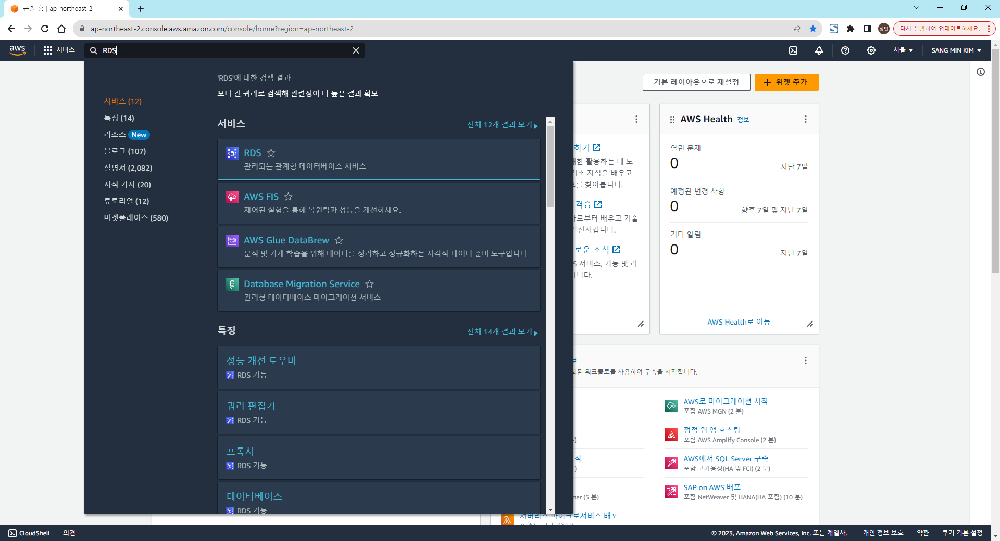 콘솔 홈 | ap-northeast-2
ap-northeast-2.console.aws.amazon.com/console/home?region=ap-northeast-2
상민
다시 실행하여 업데이트하세요.
aws
서비스
RDS
서울
SANG MIN KIM
'RDS'에 대한 검색 결과
보다 긴 쿼리로 검색해 관련성이 더 높은 결과 확보
서비스 (12)
특징 (14)
리소스 New
블로그 (107)
설명서 (2,082)
지식 기사 (20)
튜토리얼 (12)
마켓플레이스 (580)
서비스
전체 12개 결과 보기
RDS
관리되는 관계형 데이터베이스 서비스
AWS FIS
제어된 실험을 통해 복원력과 성능을 개선하세요.
AWS Glue DataBrew
분석 및 기계 학습을 위해 데이터를 정리하고 정규화하는 시각적 데이터 준비 도구입니다
Database Migration Service
관리형 데이터베이스 마이그레이션 서비스
특징
전체 14개 결과 보기
성능 개선 도우미
RDS 기능
쿼리 편집기
RDS 기능
프록시
RDS 기능
데이터베이스
RDS 기능
기본 레이아웃으로 재설정
위젯 추가
하기
활용하는 데 도
기초 지식을 배우고
찾아봅니다.
격증
로부터 배우고 기술
발전시킵니다.
로운 소식
서비스, 기능 및 리
합니다.
AWS Health 정보
열린 문제
0
지난 7일
예정된 변경 사항
0
향후 7일 및 지난 7일
기타 알림
0
지난 7일
AWS Health로 이동
화된 워크플로를 사용하여 구축을 시작합니다.
작
ner (5 분)
서버리스 마이크로서비스 배포
AWS로 마이그레이션 시작
포함 AWS MGN (2 분)
정적 웹 앱 호스팅
포함 AWS Amplify Console (2 분)
AWS에서 SQL Server 구축
포함 고가용성(HA 및 FCI) (2 분)
SAP on AWS 배포
포함 NetWeaver 및 HANA(HA 포함) (10 분)
CloudShell
의견
© 2023, Amazon Web Services, Inc. 또는 계열사.
개인 정보 보호
약관
쿠키 기본 설정